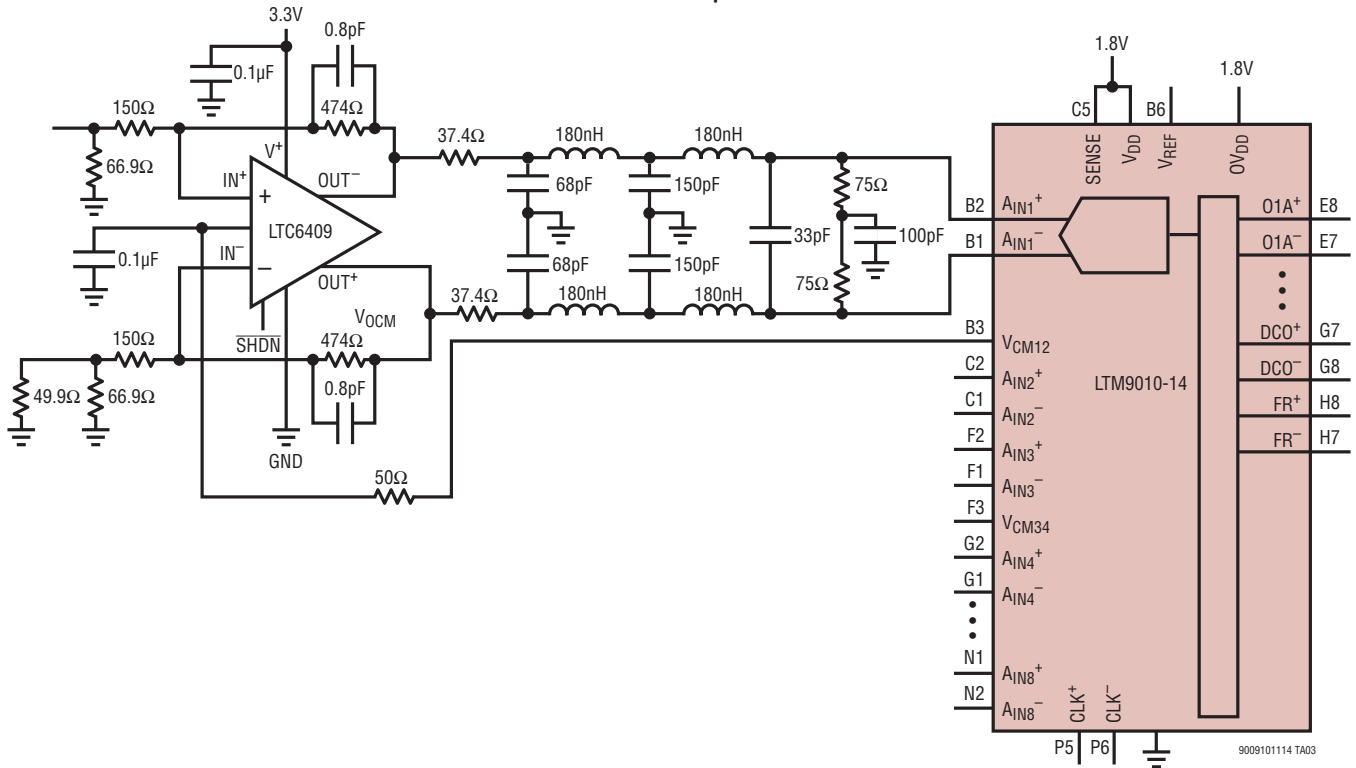 3.3V
0.8pF
0.1µF
150Ω
474Ω
66.9Ω
V+
IN+
+
OUT−
LTC6409
IN−
−
OUT+
0.1µF
VOCM
SHDN
150Ω
474Ω
0.8pF
49.9Ω
66.9Ω
GND
50Ω
37.4Ω
180nH
180nH
68pF
150pF
75Ω
33pF
100pF
68pF
150pF
75Ω
37.4Ω
180nH
180nH
1.8V
1.8V
C5
B6
SENSE
VDD
VREF
OVDD
B2
AIN1+
B1
AIN1−
B3
VCM12
C2
AIN2+
C1
AIN2−
F2
AIN3+
F1
AIN3−
F3
VCM34
G2
AIN4+
G1
AIN4−
N1
AIN8+
N2
AIN8−
LTM9010-14
O1A+
E8
O1A−
E7
DCO+
G7
DCO−
G8
FR+
H8
FR−
H7
CLK+
CLK−
P5
P6
9009101114 TA03